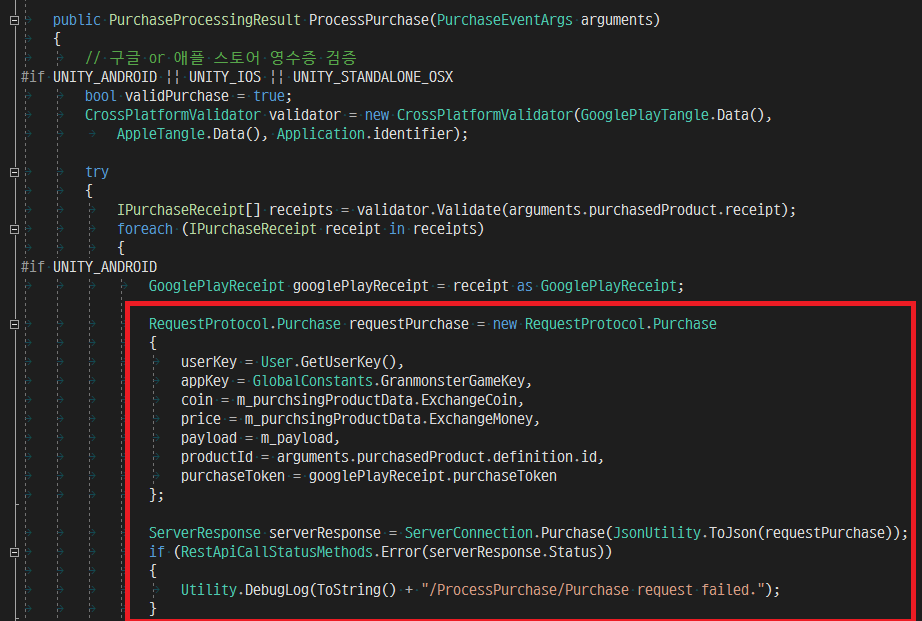 public PurchaseProcessingResult ProcessPurchase(PurchaseEventArgs arguments)
{
// 구글 or 애플 스토어 영수증 검증
#if UNITY_ANDROID || UNITY_IOS || UNITY_STANDALONE_OSX
bool validPurchase = true;
CrossPlatformValidator validator = new CrossPlatformValidator(GooglePlayTangle.Data(),
AppleTangle.Data(), Application.identifier);
try
{
IPurchaseReceipt[] receipts = validator.Validate(arguments.purchasedProduct.receipt);
foreach (IPurchaseReceipt receipt in receipts)
{
#if UNITY_ANDROID
GooglePlayReceipt googlePlayReceipt = receipt as GooglePlayReceipt;
RequestProtocol.Purchase requestPurchase = new RequestProtocol.Purchase
{
userKey = User.GetUserKey(),
appKey = GlobalConstants.GranmonsterGameKey,
coin = m_purchsingProductData.ExchangeCoin,
price = m_purchsingProductData.ExchangeMoney,
payload = m_payload,
productId = arguments.purchasedProduct.definition.id,
purchaseToken = googlePlayReceipt.purchaseToken
};
ServerResponse serverResponse = ServerConnection.Purchase(JsonUtility.ToJson(requestPurchase));
if (RestApiCallStatusMethods.Error(serverResponse.Status))
{
Utility.DebugLog(ToString() + "/ProcessPurchase/Purchase request failed.");
}